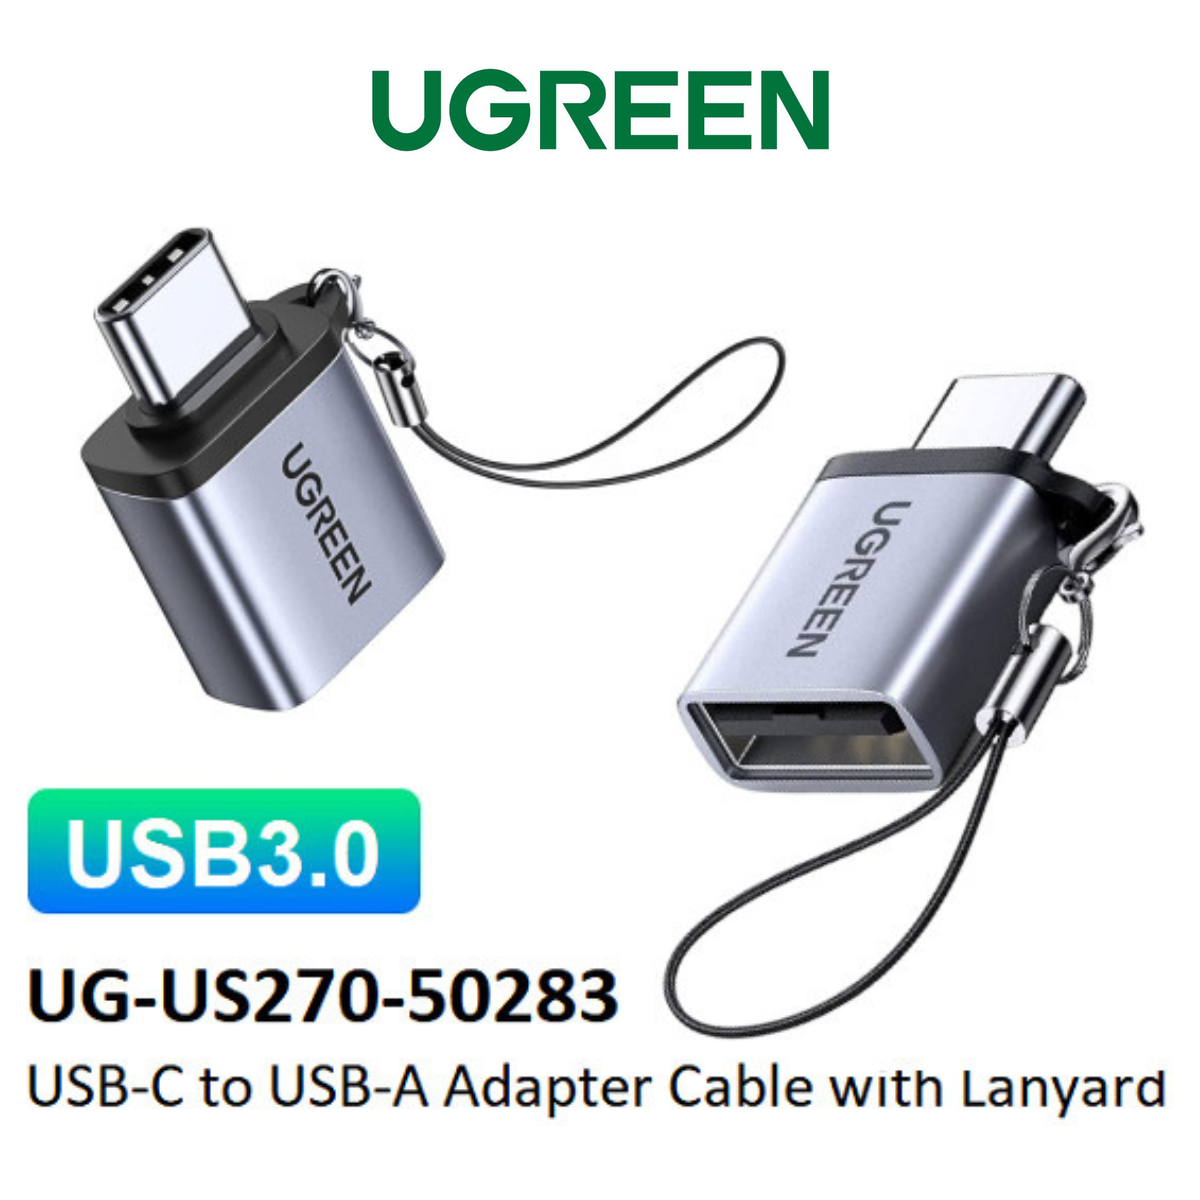 UGREEN
UGREEN
UGREEN
USB3.0
UG-US270-50283
USB-C to USB-A Adapter Cable with Lanyard